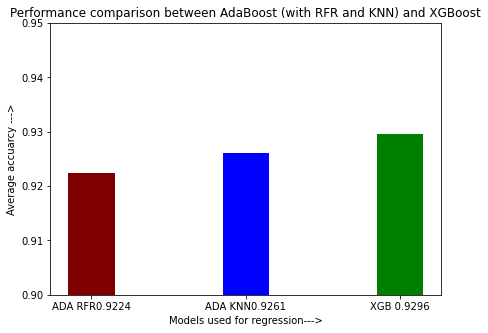 Performance comparison between AdaBoost (with RFR and KNN) and XGBoost
0.95
0.94
0.93
0.92
0.91
0.90
Average accuarcy --->
ADA RFR0.9224
ADA KNN0.9261
XGB 0.9296
Models used for regression--->